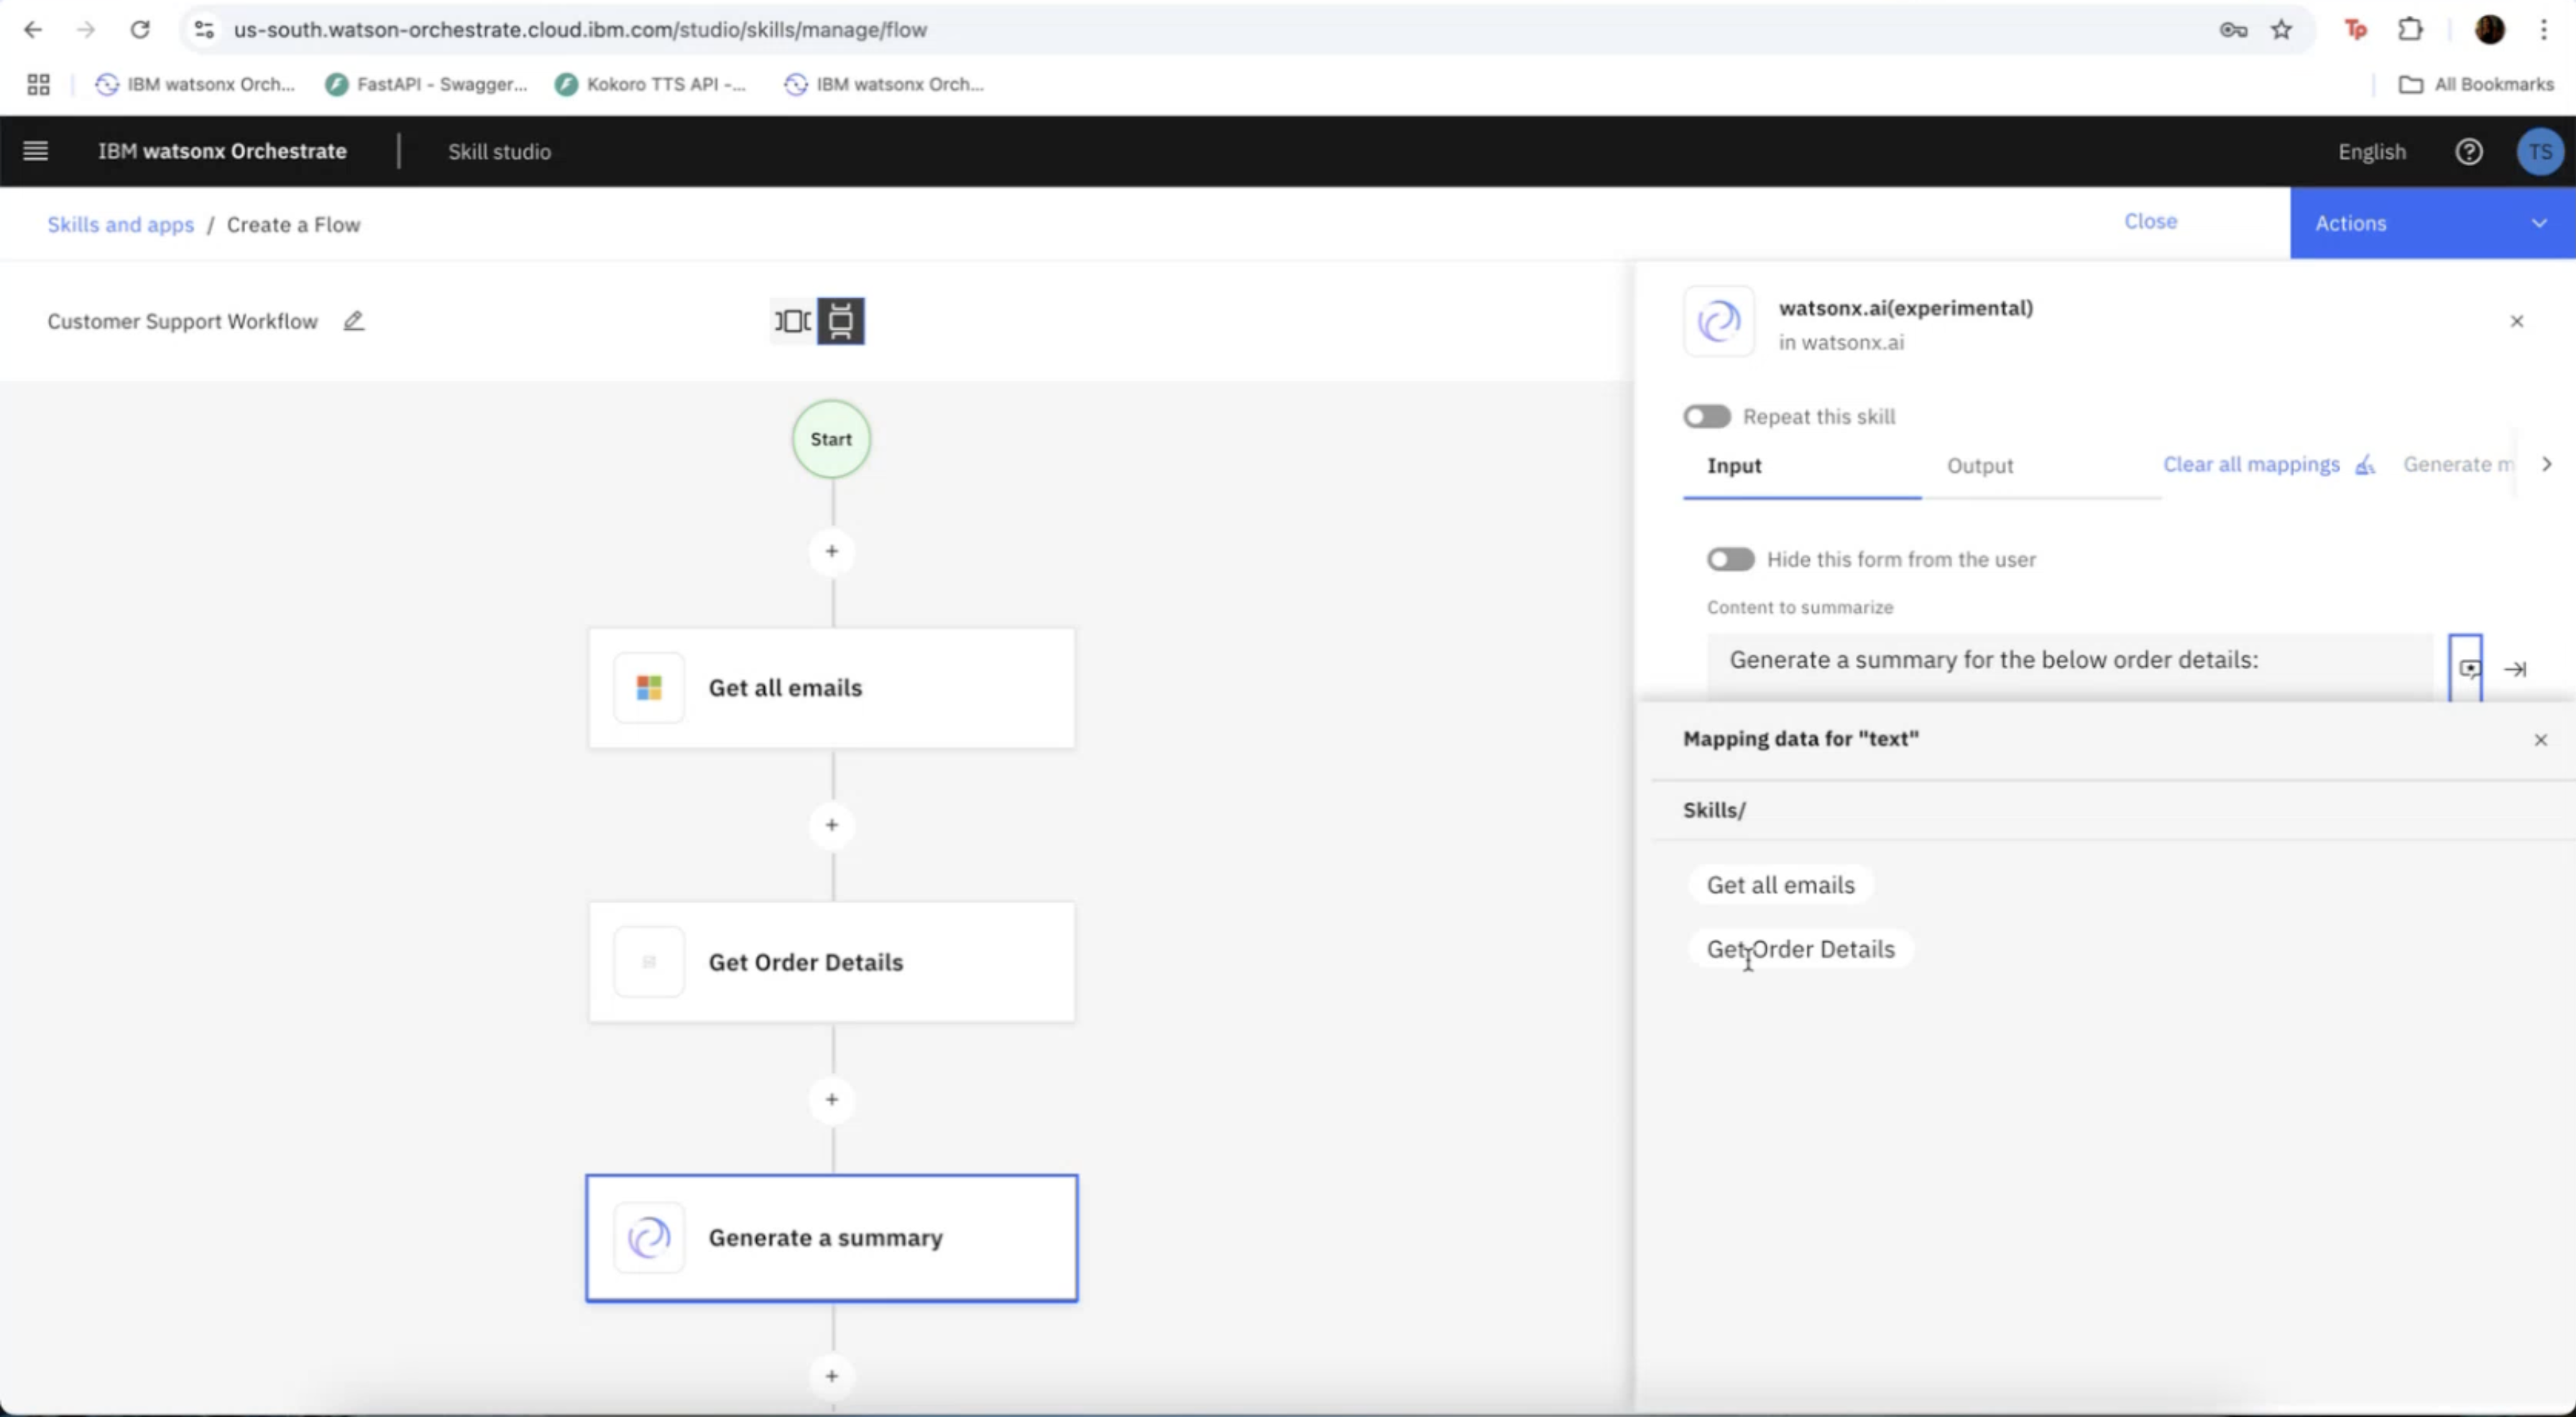 us-south.watson-orchestrate.cloud.ibm.com/studio/skills/manage/flow
Tp
IBM watsonx Orch...
FastAPI - Swagger...
Kokoro TTS API -...
IBM watsonx Orch...
All Bookmarks
IBM watsonx Orchestrate
Skill studio
English
TS
Skills and apps / Create a Flow
Close
Actions
Customer Support Workflow
Start
Get all emails
Get Order Details
Generate a summary
watsonx.ai(experimental)
in watsonx.ai
Repeat this skill
Input
Output
Clear all mappings
Generate m
Hide this form from the user
Content to summarize
Generate a summary for the below order details:
Mapping data for "text"
Skills/
Get all emails
Get Order Details